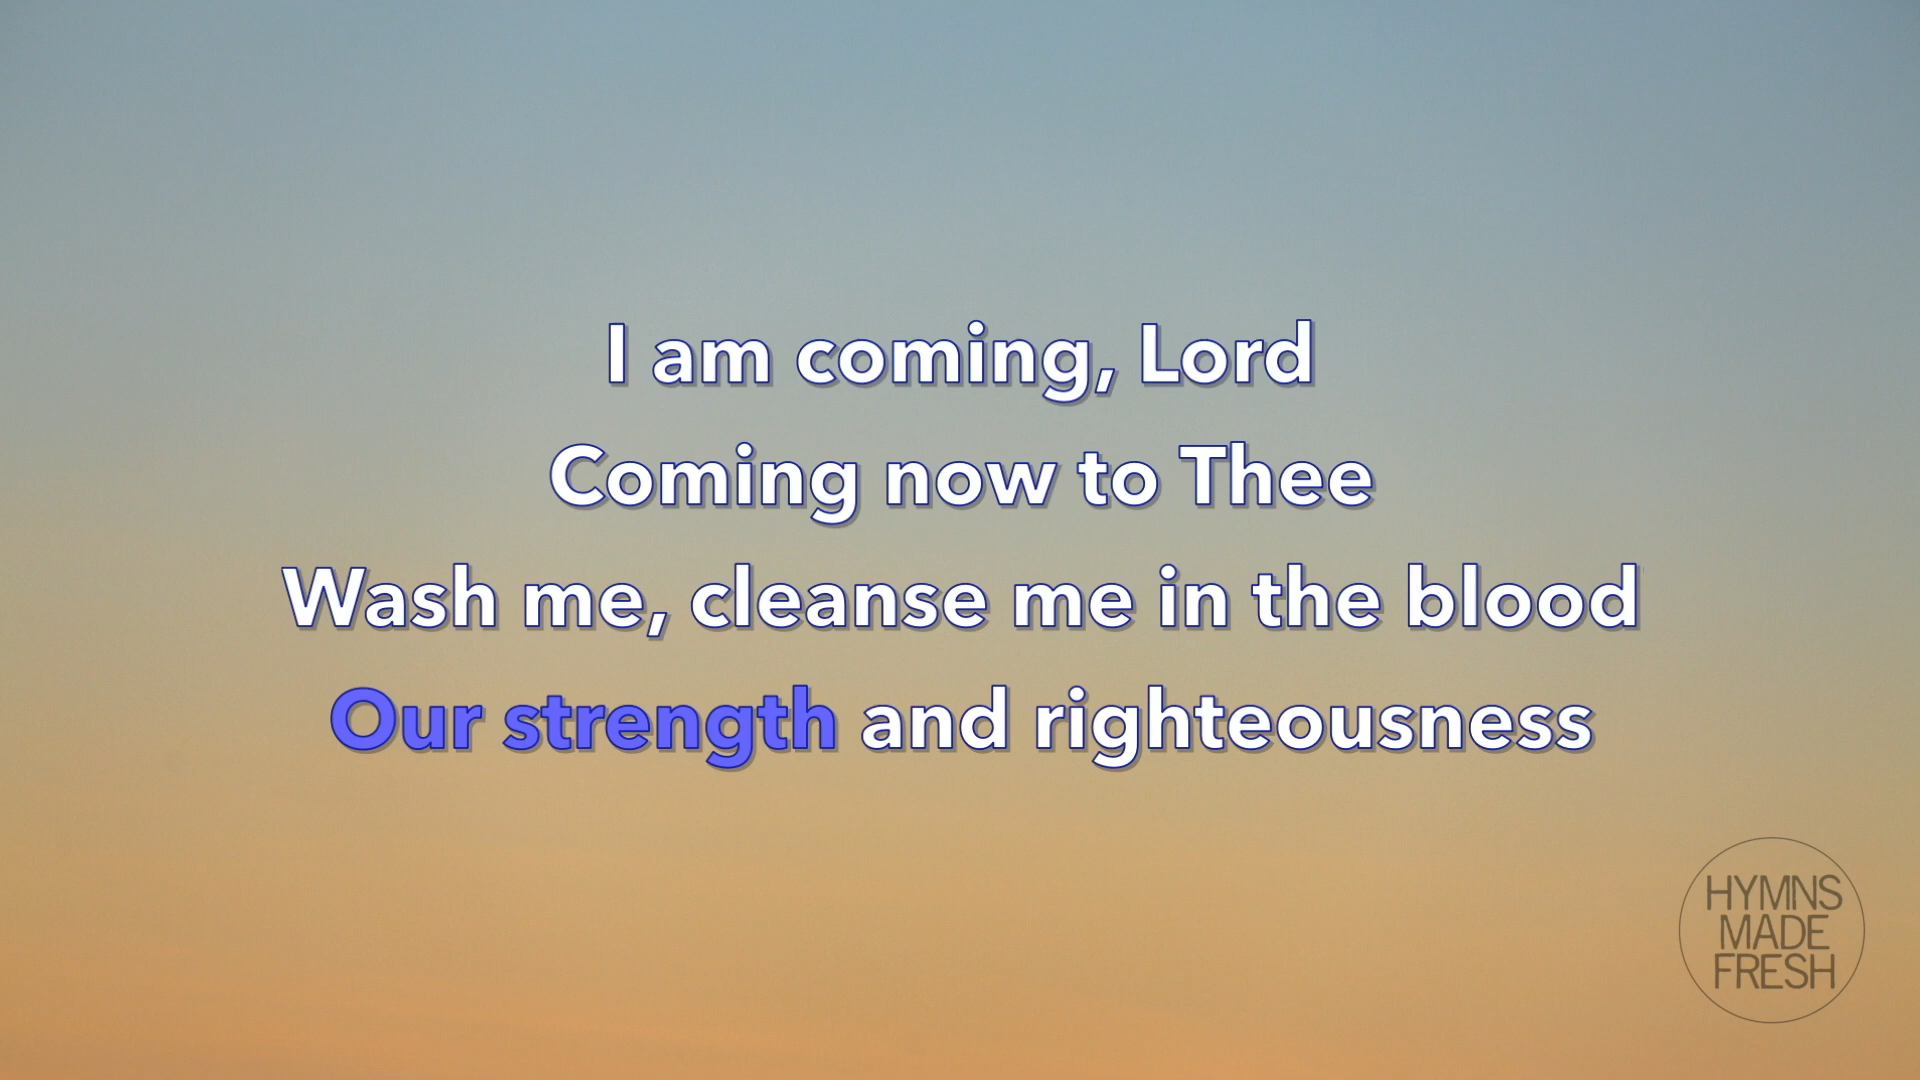 I am coming, Lord
Coming now to Thee
Wash me, cleanse me in the blood
Our strength and righteousness
HYMNS
MADE
FRESH